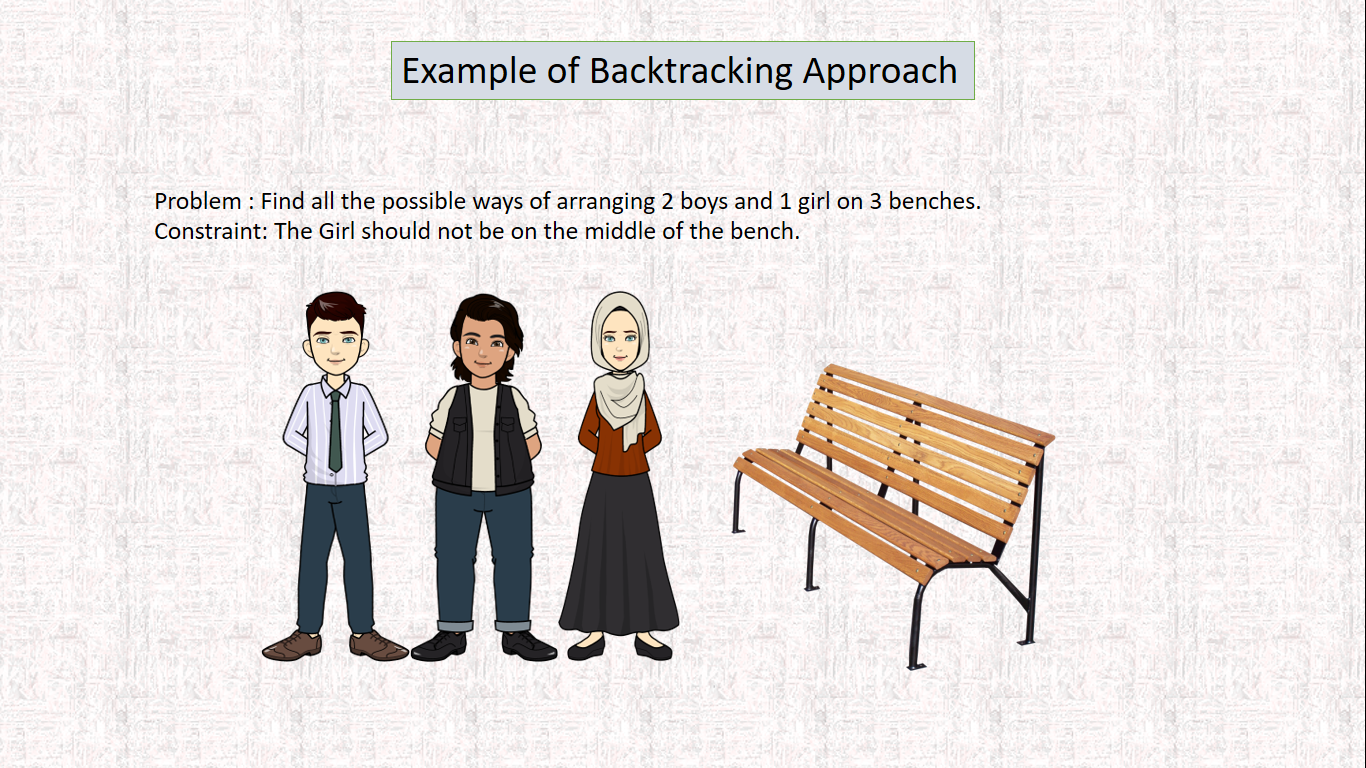 Example of Backtracking Approach
Problem : Find all the possible ways of arranging 2 boys and 1 girl on 3 benches.
Constraint: The Girl should not be on the middle of the bench.